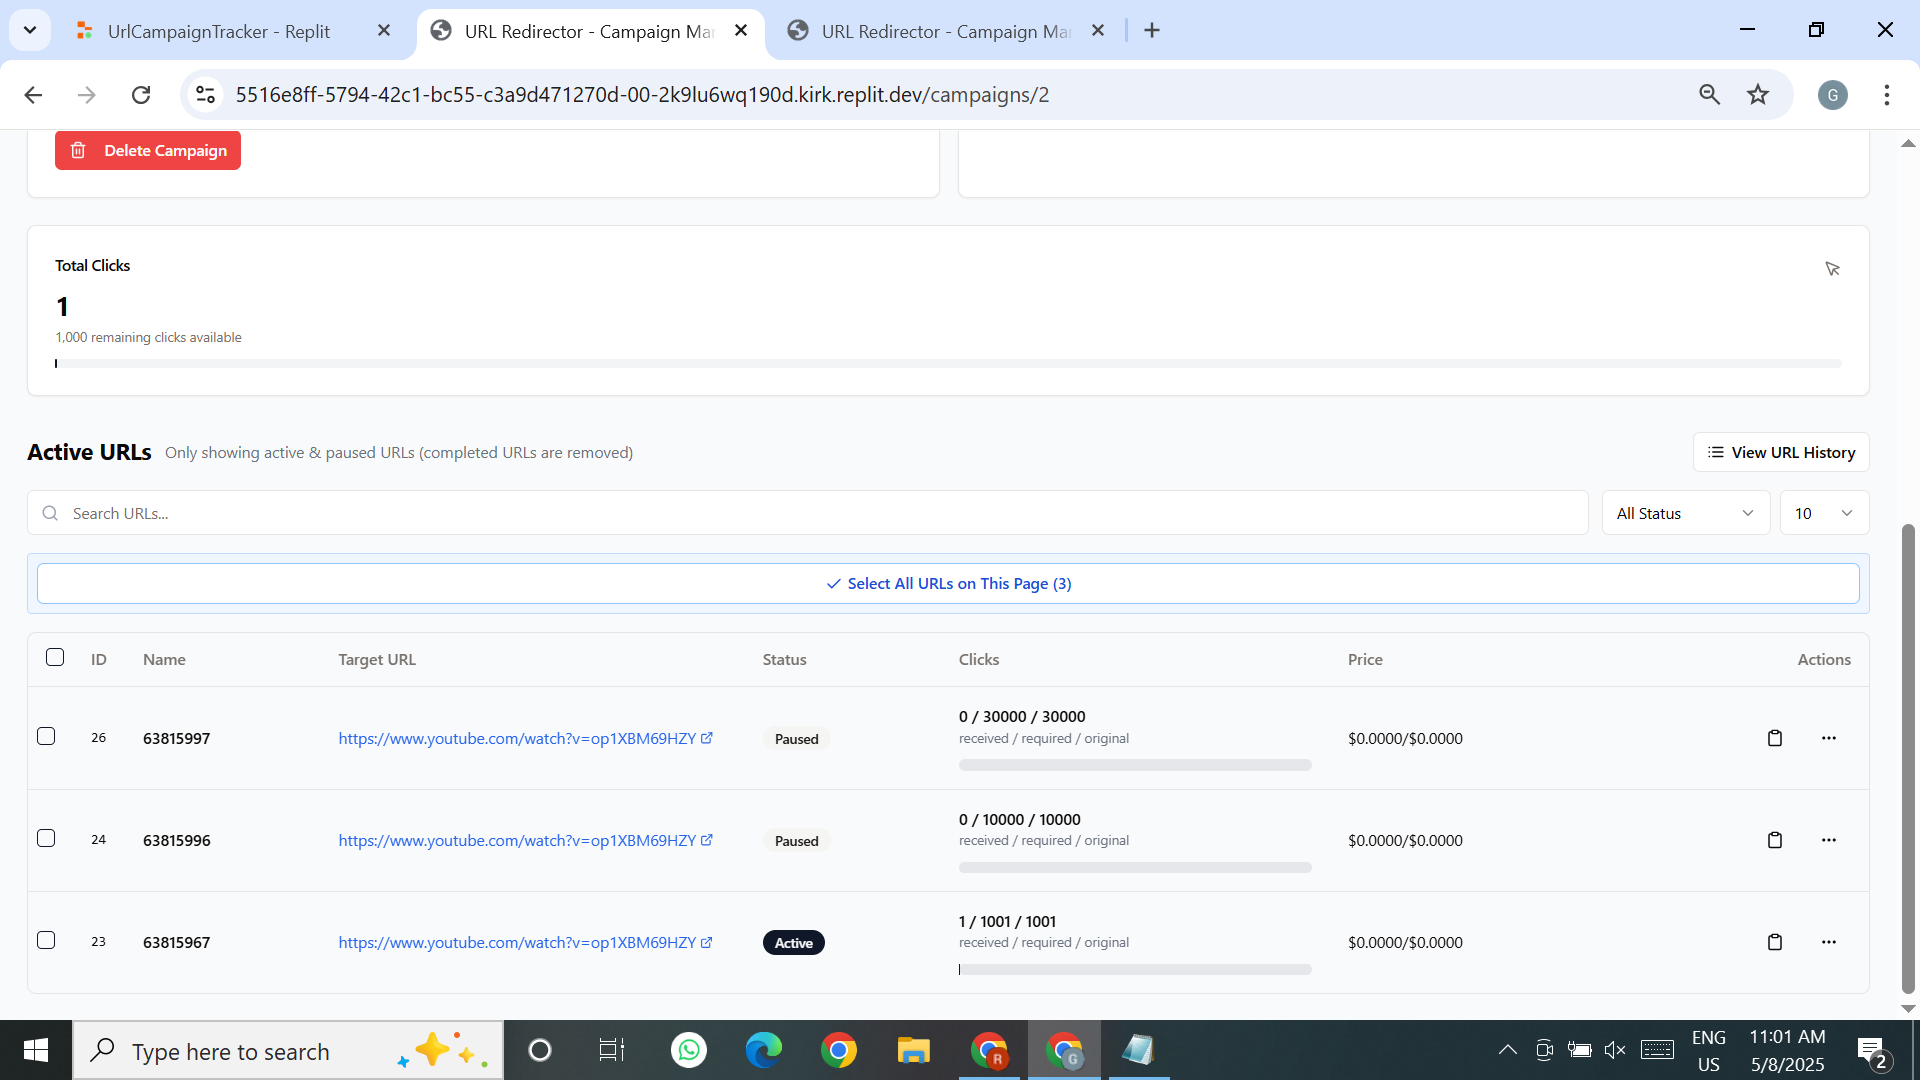 UrlCampaignTracker - Replit
URL Redirector - Campaign Ma
URL Redirector - Campaign Ma
5516e8ff-5794-42c1-bc55-c3a9d471270d-00-2k9lu6wq190d.kirk.replit.dev/campaigns/2
G
Delete Campaign
Total Clicks
1
1,000 remaining clicks available
Active URLs Only showing active & paused URLs (completed URLs are removed)
View URL History
Search URLs...
All Status
10
Select All URLs on This Page (3)
ID Name Target URL Status Clicks Price Actions
26 63815997 https://www.youtube.com/watch?v=op1XBM69HZY Paused 0 / 30000 / 30000 $0.0000/$0.0000
received / required / original
24 63815996 https://www.youtube.com/watch?v=op1XBM69HZY Paused 0 / 10000 / 10000 $0.0000/$0.0000
received / required / original
23 63815967 https://www.youtube.com/watch?v=op1XBM69HZY Active 1 / 1001 / 1001 $0.0000/$0.0000
received / required / original
Type here to search
R
G
ENG
US
11:01 AM
5/8/2025
2